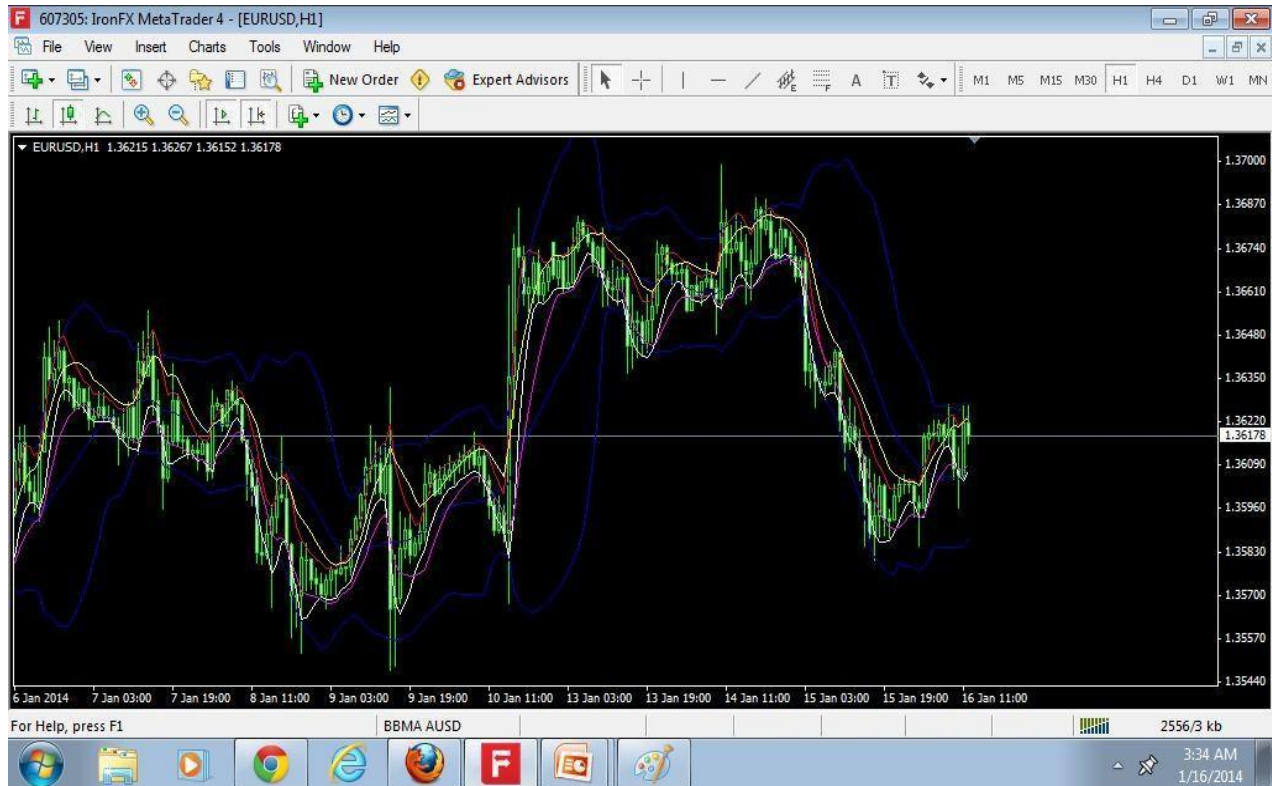 607305: IronFX MetaTrader 4 - [EURUSD,H1]
File View Insert Charts Tools Window Help
New Order Expert Advisors E F A T M1 M5 M15 M30 H1 H4 D1 W1 MN
EURUSD,H1 1.36215 1.36267 1.36152 1.36178
1.37000
1.36870
1.36740
1.36610
1.36480
1.36350
1.36220
1.36178
1.36090
1.35960
1.35830
1.35700
1.35570
1.35440
6 Jan 2014 7 Jan 03:00 7 Jan 19:00 8 Jan 11:00 9 Jan 03:00 9 Jan 19:00 10 Jan 11:00 13 Jan 03:00 13 Jan 19:00 14 Jan 11:00 15 Jan 03:00 15 Jan 19:00 16 Jan 11:00
For Help, press F1 BBMA AUSD 2556/3 kb
3:34 AM
1/16/2014